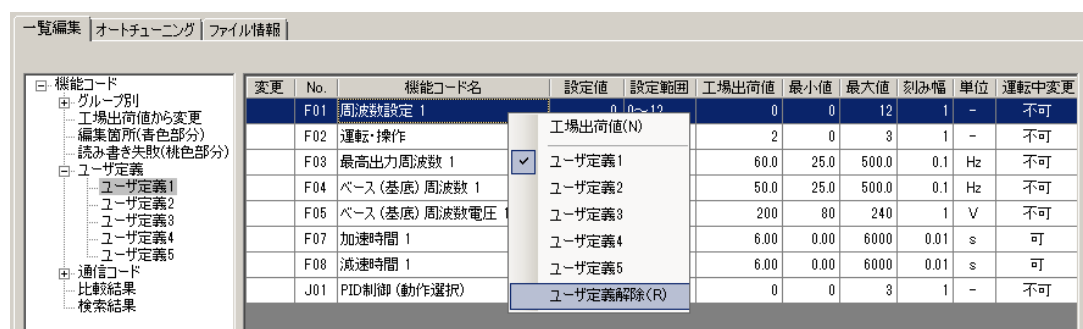 一覧編集 オートチューニング ファイル情報
機能コード
グループ別
工場出荷値から変更
編集箇所(青色部分)
読み書き失敗(桃色部分)
ユーザ定義
ユーザ定義1
ユーザ定義2
ユーザ定義3
ユーザ定義4
ユーザ定義5
通信コード
比較結果
検索結果
変更 No. 機能コード名 設定値 設定範囲 工場出荷値 最小値 最大値 刻み幅 単位 運転中変更
F01 周波数設定 1 0 0~12 0 0 12 1 - 不可
F02 運転・操作 2 0 3 1 - 不可
F03 最高出力周波数 1 60.0 25.0 500.0 0.1 Hz 不可
F04 ベース (基底) 周波数 1 50.0 25.0 500.0 0.1 Hz 不可
F05 ベース (基底) 周波数電圧 1 200 80 240 1 V 不可
F07 加速時間 1 6.00 0.00 6000 0.01 s 可
F08 減速時間 1 6.00 0.00 6000 0.01 s 可
J01 PID制御 (動作選択) 0 0 3 1 - 不可
工場出荷値(N)
ユーザ定義1
ユーザ定義2
ユーザ定義3
ユーザ定義4
ユーザ定義5
ユーザ定義解除(R)